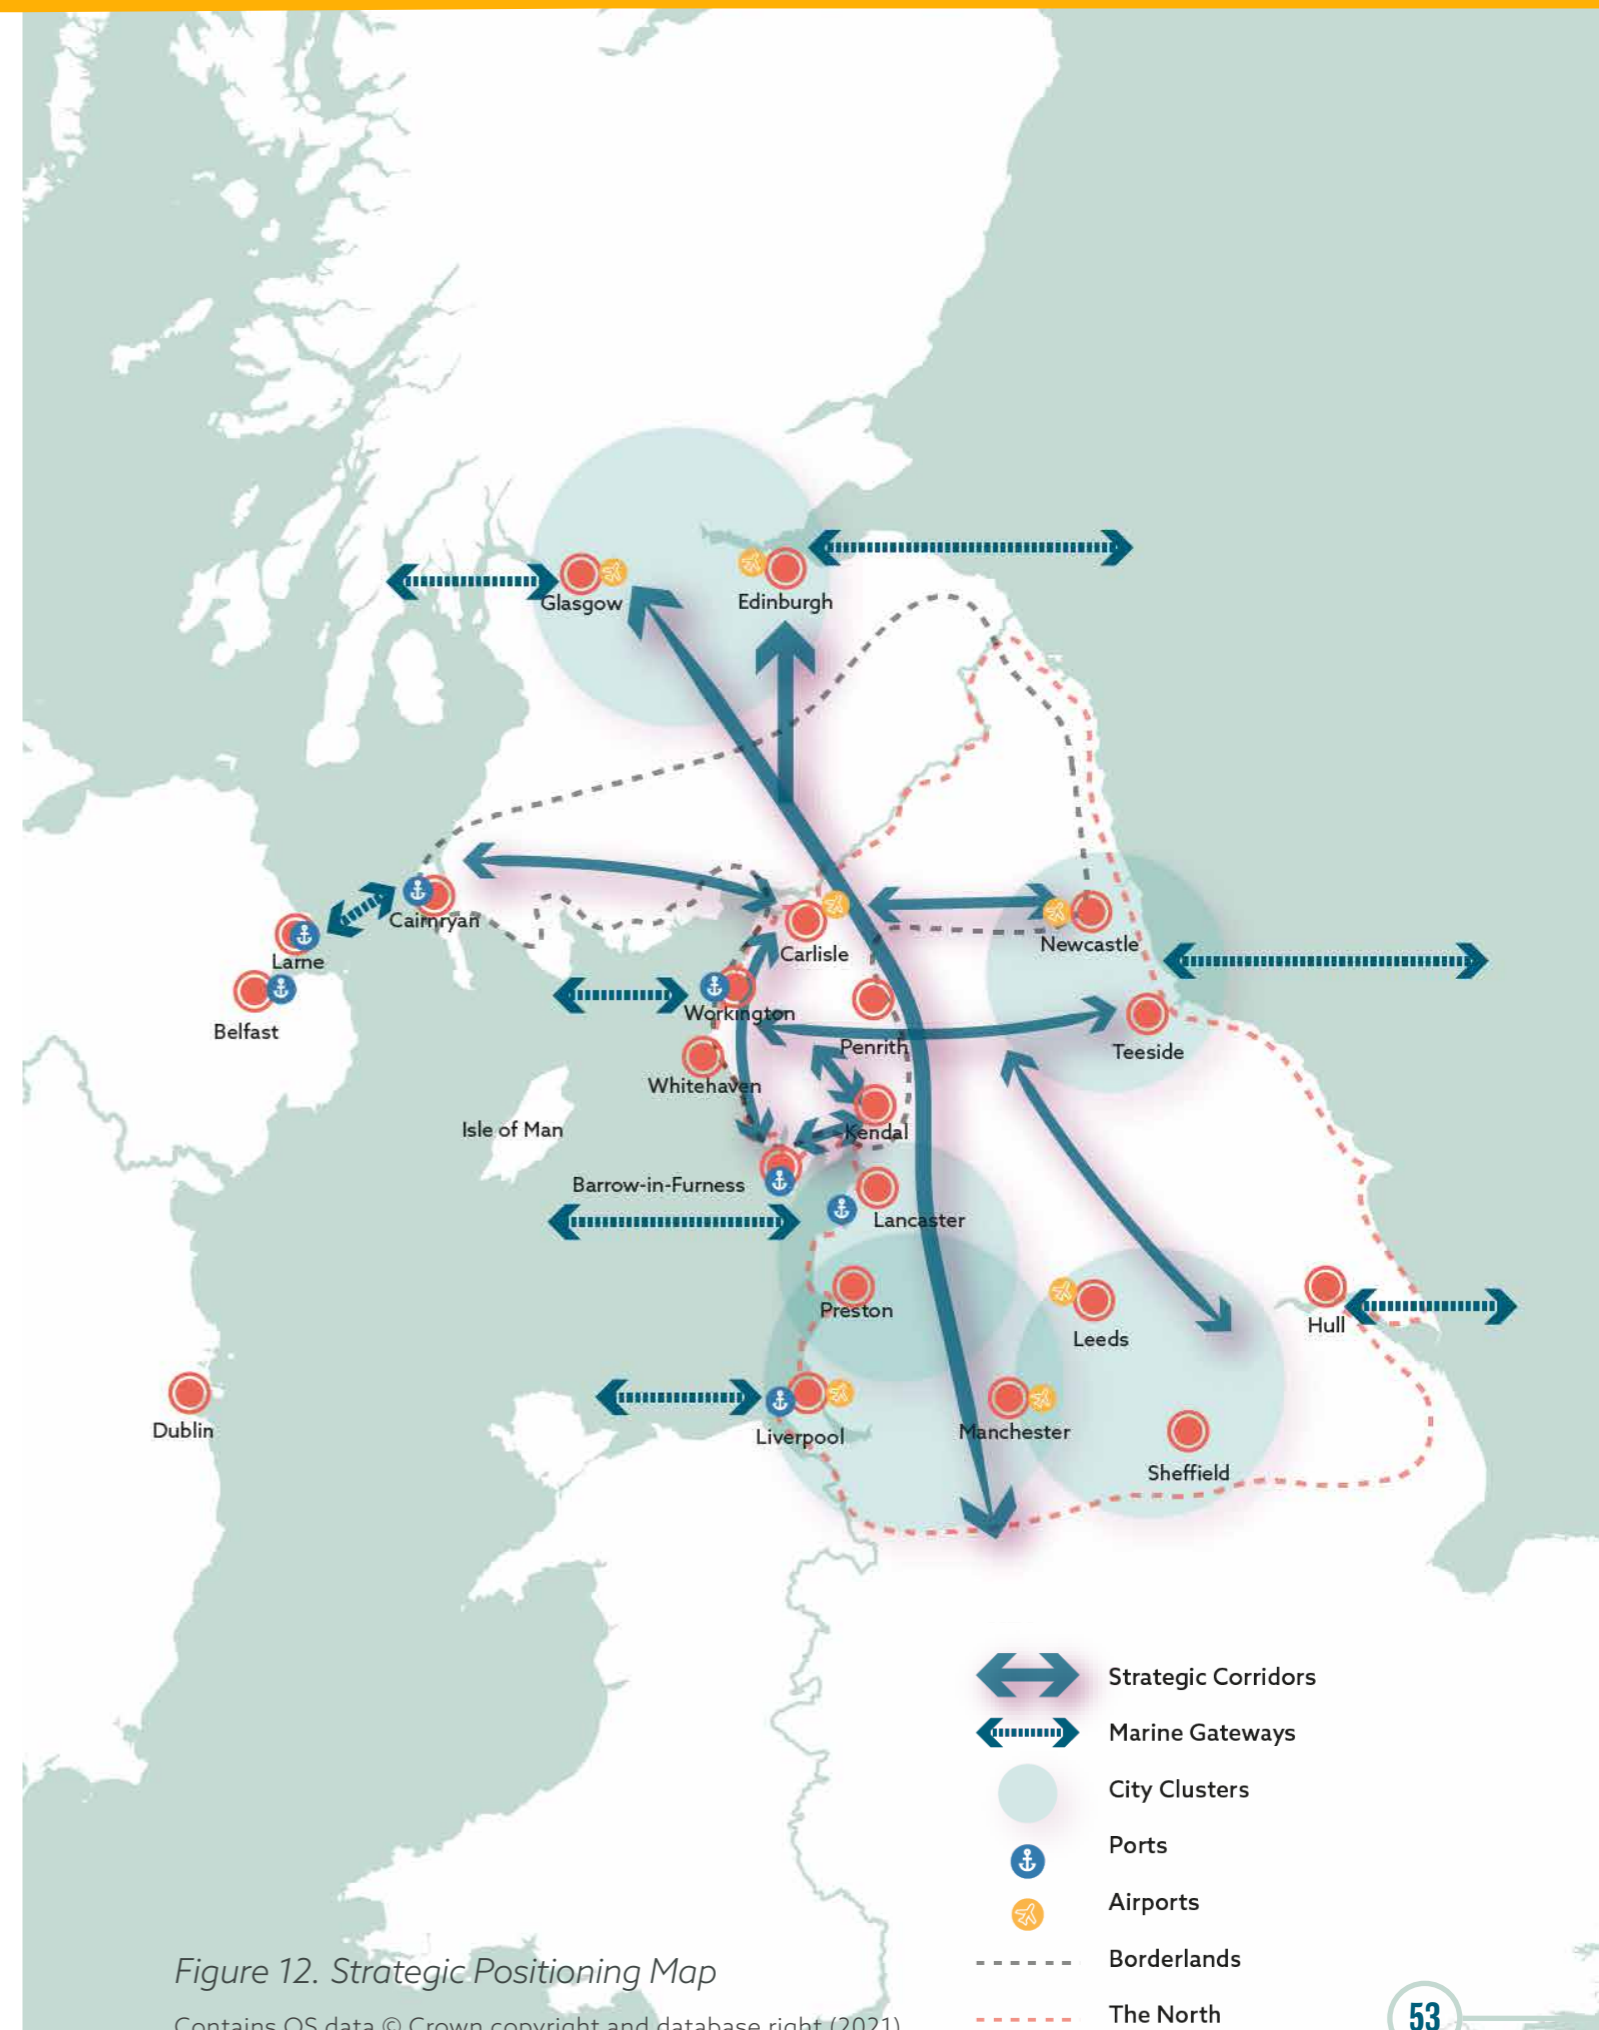 Glasgow
Edinburgh
Cairnryan
Larne
Belfast
Carlisle
Newcastle
Workington
Penrith
Teeside
Whitehaven
Isle of Man
Kendal
Barrow-in-Furness
Lancaster
Preston
Leeds
Hull
Dublin
Liverpool
Manchester
Sheffield
Strategic Corridors
Marine Gateways
City Clusters
Ports
Airports
Borderlands
The North
Figure 12. Strategic Positioning Map
Contains OS data © Crown copyright and database right (2021)
53